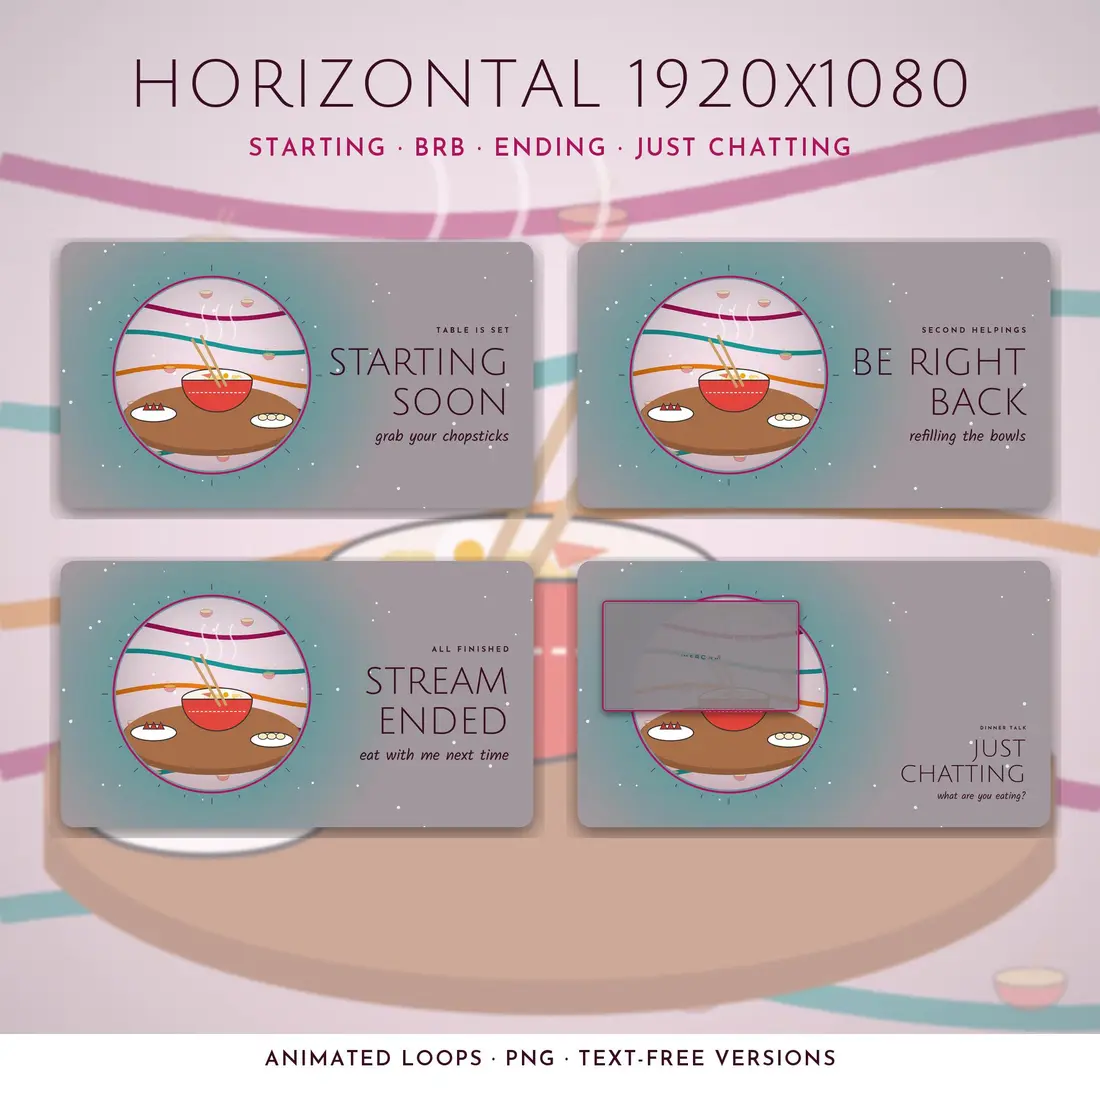 HORIZONTAL 1920X1080
STARTING · BRB · ENDING · JUST CHATTING
TABLE IS SET
STARTING
SOON
grab your chopsticks
SECOND HELPINGS
BE RIGHT
BACK
refilling the bowls
ALL FINISHED
STREAM
ENDED
eat with me next time
DINNER TALK
JUST
CHATTING
what are you eating?
ANIMATED LOOPS · PNG · TEXT-FREE VERSIONS